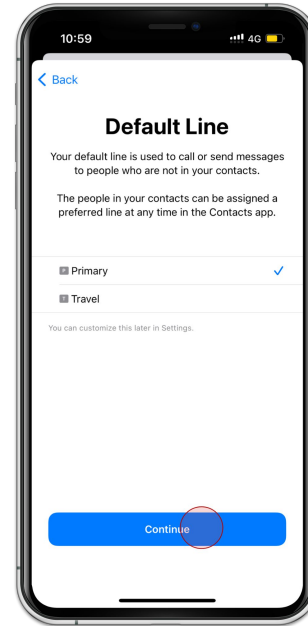 10:59
4G
Back
Default Line
Your default line is used to call or send messages
to people who are not in your contacts.
The people in your contacts can be assigned a
preferred line at any time in the Contacts app.
P Primary
T Travel
You can customize this later in Settings.
Continue